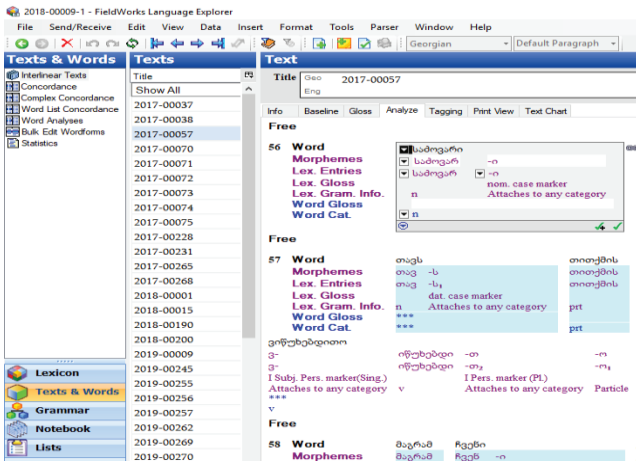 2018-00009-1 - FieldWorks Language Explorer
File Send/Receive Edit View Data Insert Format Tools Parser Window Help
Georgian Default Paragraph
Texts & Words
Interlinear Texts
Concordance
Complex Concordance
Word List Concordance
Word Analyses
Bulk Edit Wordforms
Statistics
Lexicon
Texts & Words
Grammar
Notebook
Lists
Texts
Title
Show All
2017-00037
2017-00038
2017-00057
2017-00070
2017-00071
2017-00072
2017-00073
2017-00074
2017-00075
2017-00228
2017-00231
2017-00265
2017-00268
2018-00001
2018-00015
2018-00190
2018-00200
2019-00009
2019-00245
2019-00255
2019-00256
2019-00257
2019-00262
2019-00269
2019-00270
Text
Title Geo 2017-00057
Eng
Info Baseline Gloss Analyze Tagging Print View Text Chart
Free
56 Word სამოვარი
Morphemes სამოვარ -ი
Lex. Entries სამოვარ -ი
Lex. Gloss nom. case marker
Lex. Gram. Info. n Attaches to any category
Word Gloss
Word Cat. n
Free
57 Word თავს თითქმის
Morphemes თავ -ს თითქმის
Lex. Entries თავ -ს₁ თითქმის
Lex. Gloss dat. case marker
Lex. Gram. Info. n Attaches to any category prt
Word Gloss ***
Word Cat. *** prt
ვიწუხებდითო
ვ- იწუხებდი -თ -ო
ვ- იწუხებდი -თ₂ -ო₁
I Subj. Pers. marker(Sing.) I Pers. marker (Pl.)
Attaches to any category v Attaches to any category Particle
***
v
Free
58 Word მაგრამ ჩვენი
Morphemes მაგრამ ჩვენ -ი